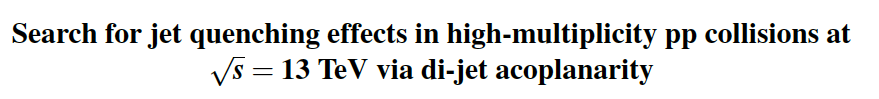 Search for jet quenching effects in high-multiplicity pp collisions at
√s = 13 TeV via di-jet acoplanarity